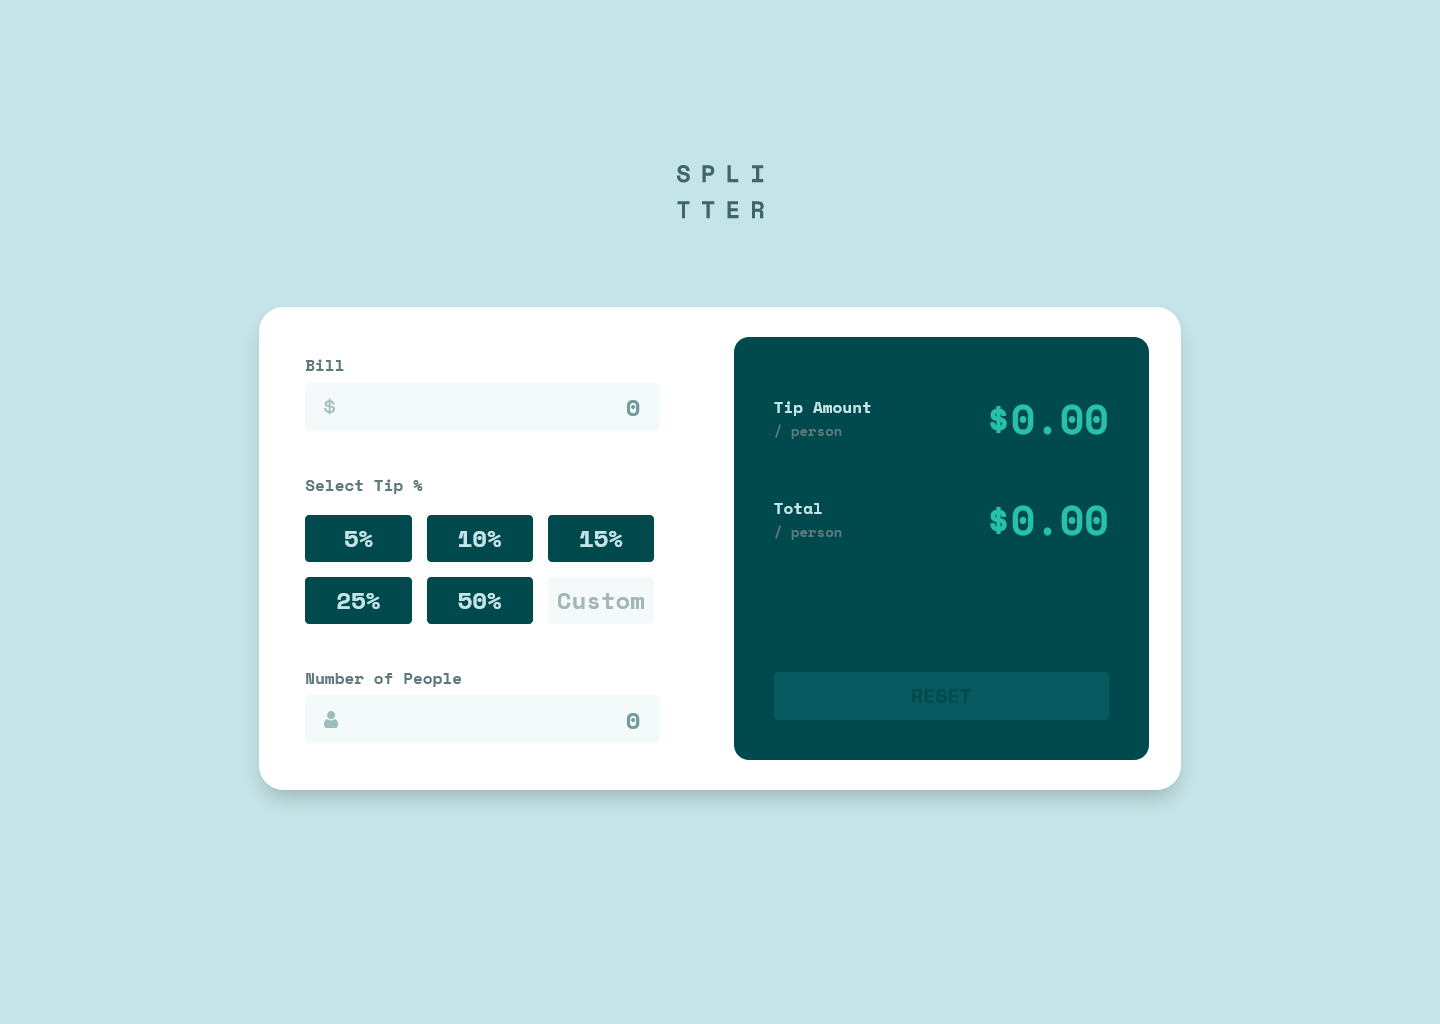 SPLI
TTER
Bill
$ 0
Select Tip %
5% 10% 15%
25% 50% Custom
Number of People
0
Tip Amount
/ person
$0.00
Total
/ person
$0.00
RESET